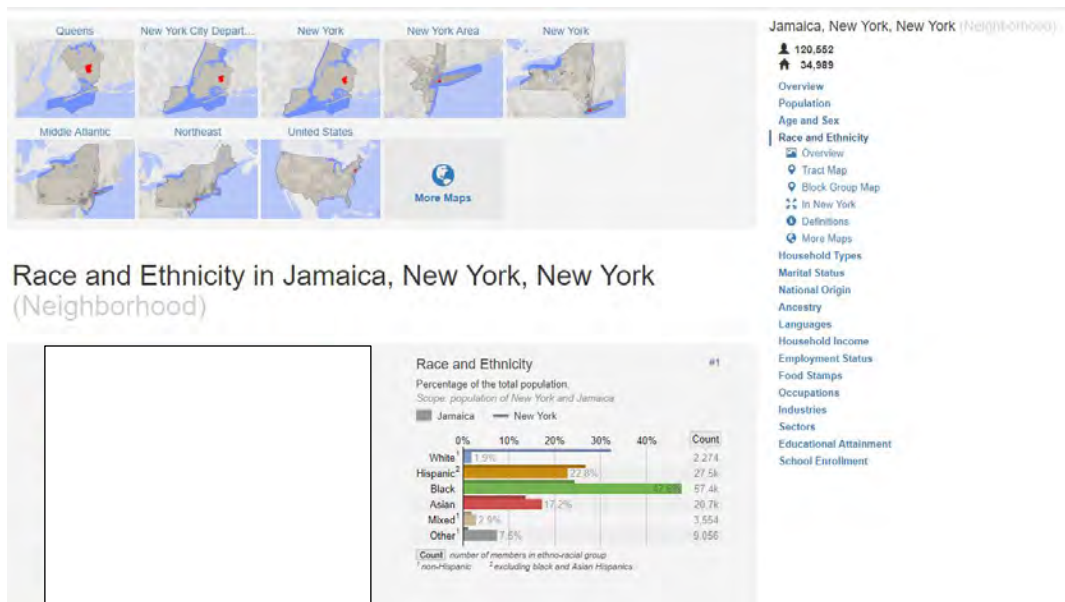 Queens New York City Depart... New York New York Area New York
Middle Atlantic Northeast United States
More Maps
Race and Ethnicity in Jamaica, New York, New York
(Neighborhood)
Race and Ethnicity #1
Percentage of the total population.
Scope: population of New York and Jamaica
Jamaica New York
0% 10% 20% 30% 40% Count
White¹ 1.9% 2,274
Hispanic² 22.8% 27.5k
Black 57.4k
Asian 17.2% 20.7k
Mixed¹ 2.9% 3,554
Other¹ 7.5% 9,056
Count number of members in ethno-racial group
¹ non-Hispanic ² excluding black and Asian Hispanics
Jamaica, New York, New York (Neighborhood)
120,552
34,989
Overview
Population
Age and Sex
Race and Ethnicity
Overview
Tract Map
Block Group Map
In New York
Definitions
More Maps
Household Types
Marital Status
National Origin
Ancestry
Languages
Household Income
Employment Status
Food Stamps
Occupations
Industries
Sectors
Educational Attainment
School Enrollment